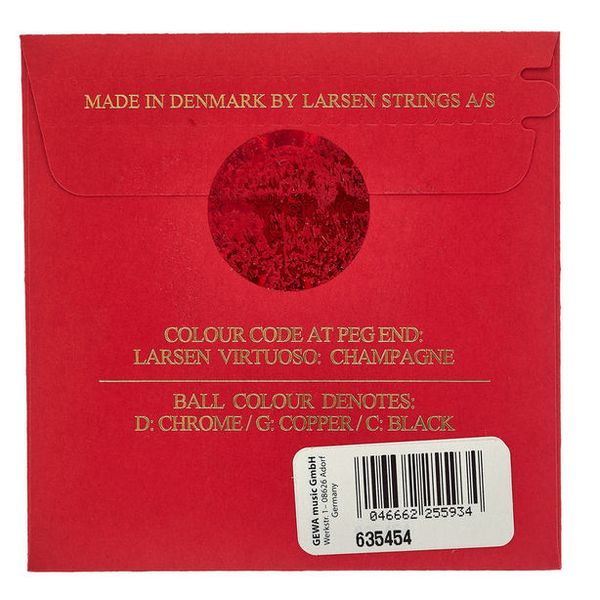 MADE IN DENMARK BY LARSEN STRINGS A/S
COLOUR CODE AT PEG END:
LARSEN VIRTUOSO: CHAMPAGNE
BALL COLOUR DENOTES:
D: CHROME / G: COPPER / C: BLACK
GEWA music GmbH
Werkstr. 1– 08626 Adorf
Germany
046662 255934
635454